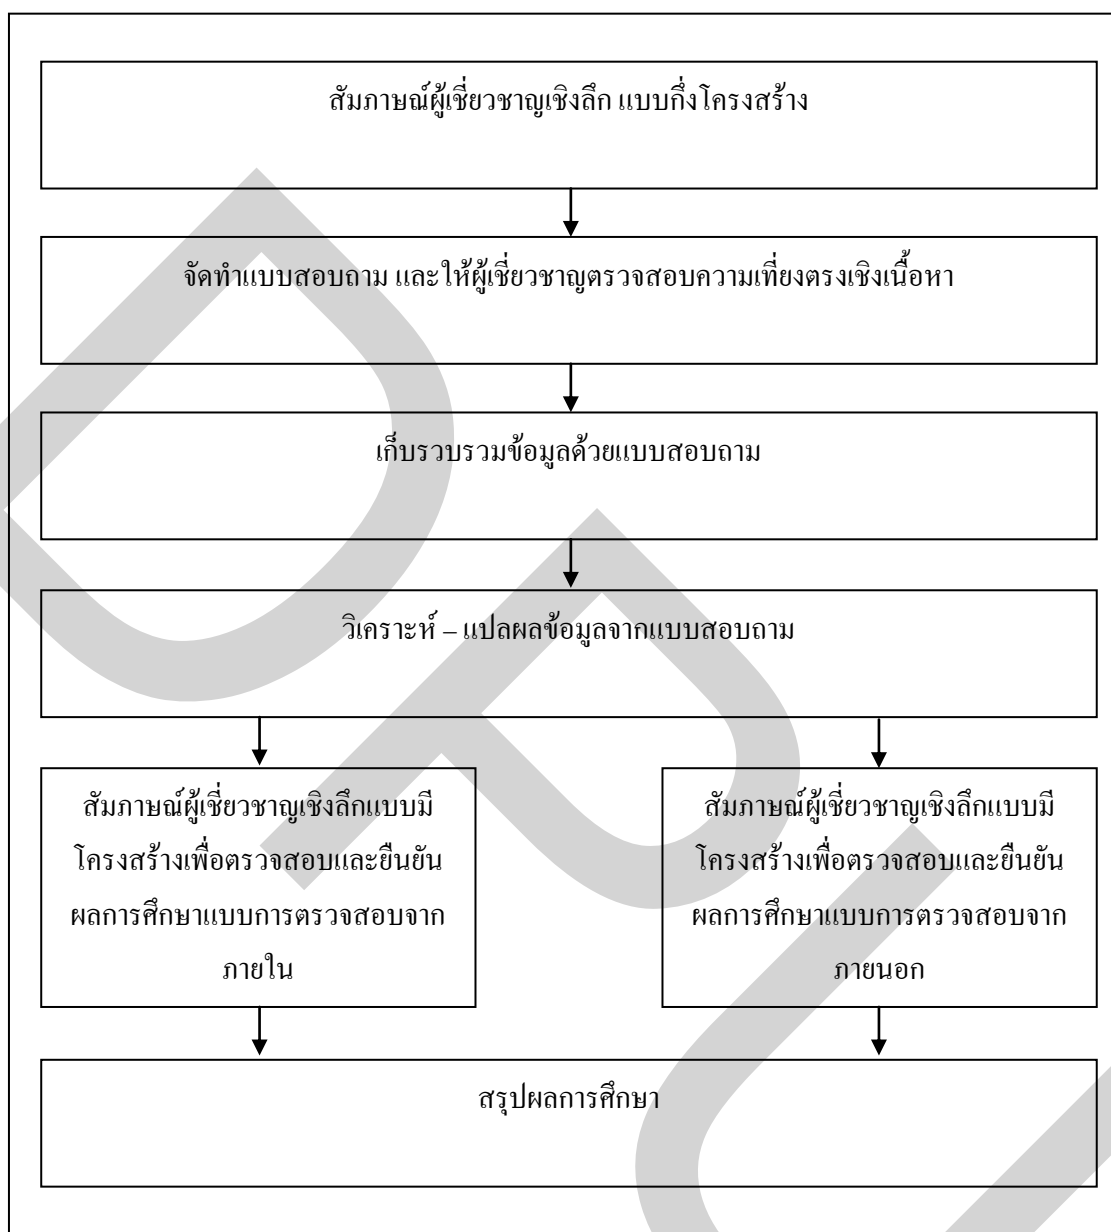 สัมภาษณ์ผู้เชี่ยวชาญเชิงลึก แบบกึ่งโครงสร้าง
จัดทำแบบสอบถาม และให้ผู้เชี่ยวชาญตรวจสอบความเที่ยงตรงเชิงเนื้อหา
เก็บรวบรวมข้อมูลด้วยแบบสอบถาม
วิเคราะห์ – แปลผลข้อมูลจากแบบสอบถาม
สัมภาษณ์ผู้เชี่ยวชาญเชิงลึกแบบมี
โครงสร้างเพื่อตรวจสอบและยืนยัน
ผลการศึกษาแบบการตรวจสอบจาก
ภายใน
สัมภาษณ์ผู้เชี่ยวชาญเชิงลึกแบบมี
โครงสร้างเพื่อตรวจสอบและยืนยัน
ผลการศึกษาแบบการตรวจสอบจาก
ภายนอก
สรุปผลการศึกษา
DPU